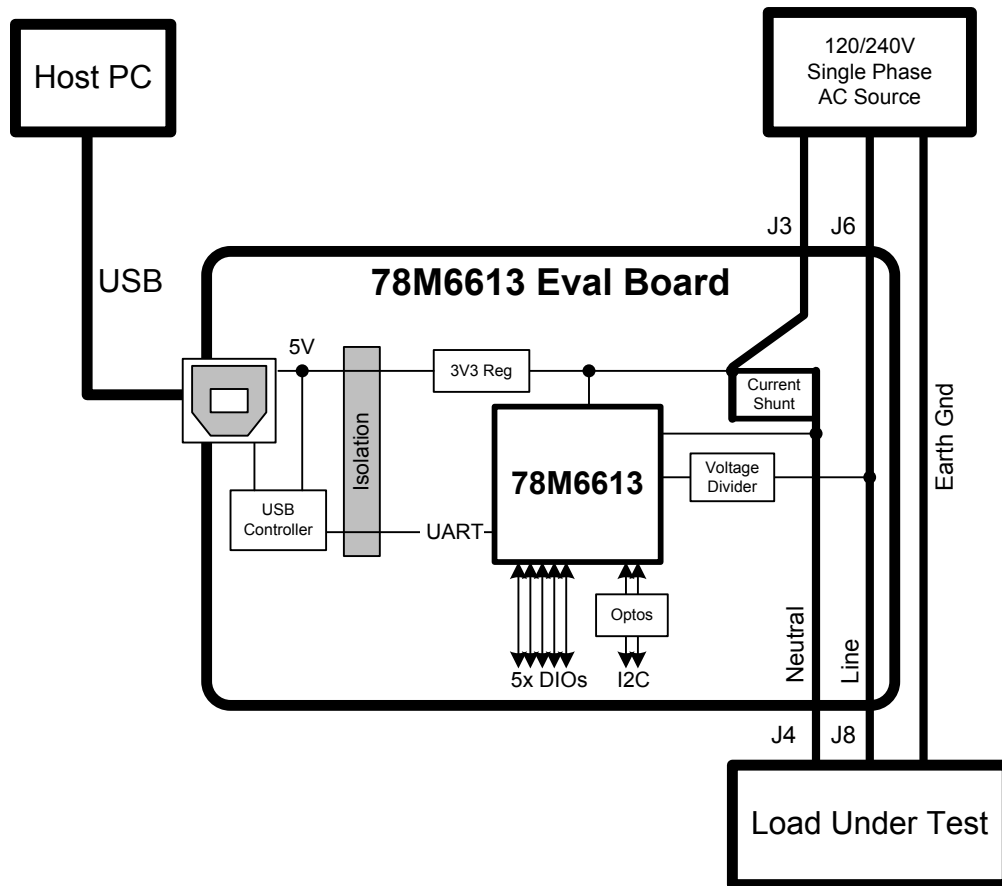 Host PC
120/240V
Single Phase
AC Source
J3
J6
USB
78M6613 Eval Board
5V
3V3 Reg
Current
Shunt
Isolation
Earth Gnd
78M6613
Voltage
Divider
USB
Controller
UART
Optos
Neutral
Line
5x DIOs
I2C
J4
J8
Load Under Test